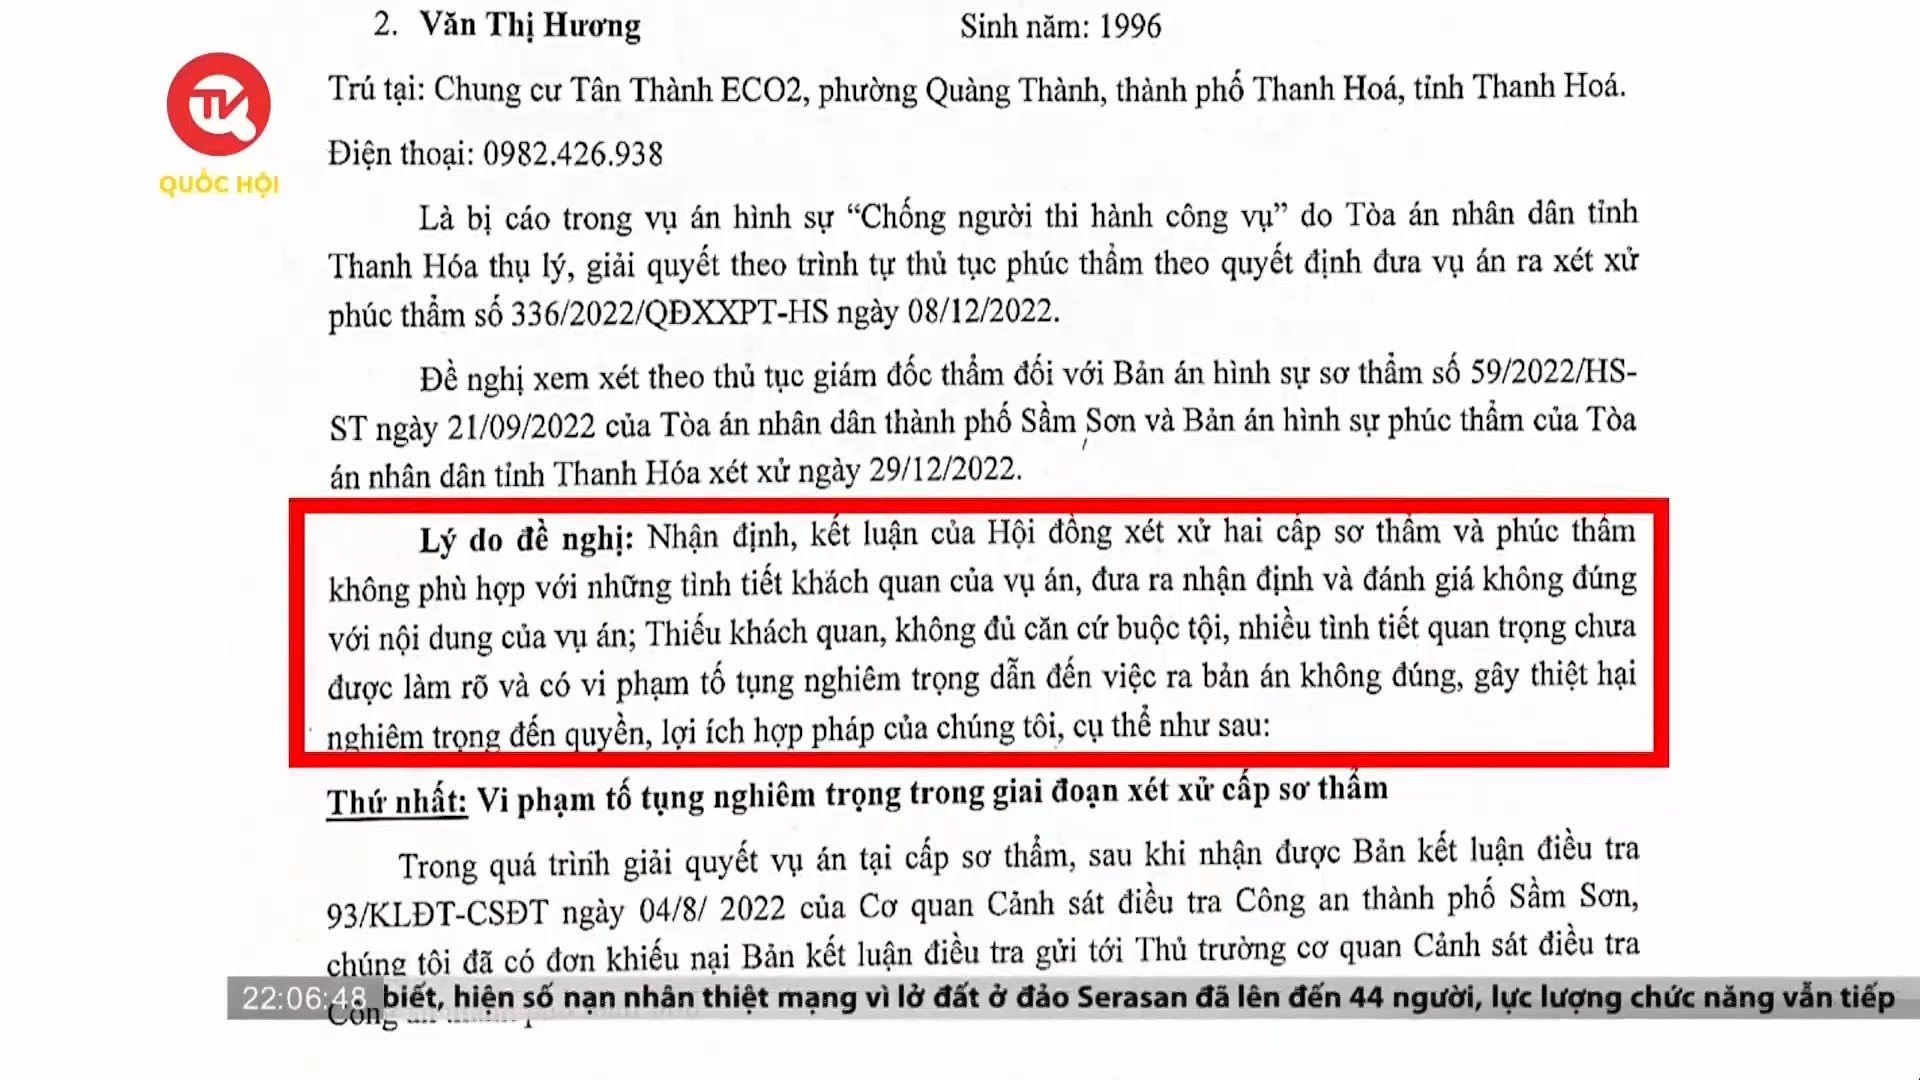 2. Văn Thị Hương Sinh năm: 1996
TV
QUỐC HỘI
Trú tại: Chung cư Tân Thành ECO2, phường Quàng Thành, thành phố Thanh Hoá, tỉnh Thanh Hoá.
Điện thoại: 0982.426.938
Là bị cáo trong vụ án hình sự “Chống người thi hành công vụ” do Tòa án nhân dân tỉnh
Thanh Hóa thụ lý, giải quyết theo trình tự thủ tục phúc thẩm theo quyết định đưa vụ án ra xét xử
phúc thẩm số 336/2022/QĐXXPT-HS ngày 08/12/2022.
Đề nghị xem xét theo thủ tục giám đốc thẩm đối với Bản án hình sự sơ thẩm số 59/2022/HS-
ST ngày 21/09/2022 của Tòa án nhân dân thành phố Sầm Sơn và Bản án hình sự phúc thẩm của Tòa
án nhân dân tỉnh Thanh Hóa xét xử ngày 29/12/2022.
Lý do đề nghị: Nhận định, kết luận của Hội đồng xét xử hai cấp sơ thẩm và phúc thẩm
không phù hợp với những tình tiết khách quan của vụ án, đưa ra nhận định và đánh giá không đúng
với nội dung của vụ án; Thiếu khách quan, không đủ căn cứ buộc tội, nhiều tình tiết quan trọng chưa
được làm rõ và có vi phạm tố tụng nghiêm trọng dẫn đến việc ra bản án không đúng, gây thiệt hại
nghiêm trọng đến quyền, lợi ích hợp pháp của chúng tôi, cụ thể như sau:
Thứ nhất: Vi phạm tố tụng nghiêm trọng trong giai đoạn xét xử cấp sơ thẩm
Trong quá trình giải quyết vụ án tại cấp sơ thẩm, sau khi nhận được Bản kết luận điều tra
93/KLĐT-CSĐT ngày 04/8/ 2022 của Cơ quan Cảnh sát điều tra Công an thành phố Sầm Sơn,
chúng tôi đã có đơn khiếu nại Bản kết luận điều tra gửi tới Thủ trưởng cơ quan Cảnh sát điều tra
22:06:48 biết, hiện số nạn nhân thiệt mạng vì lở đất ở đảo Serasan đã lên đến 44 người, lực lượng chức năng vẫn tiếp
Công